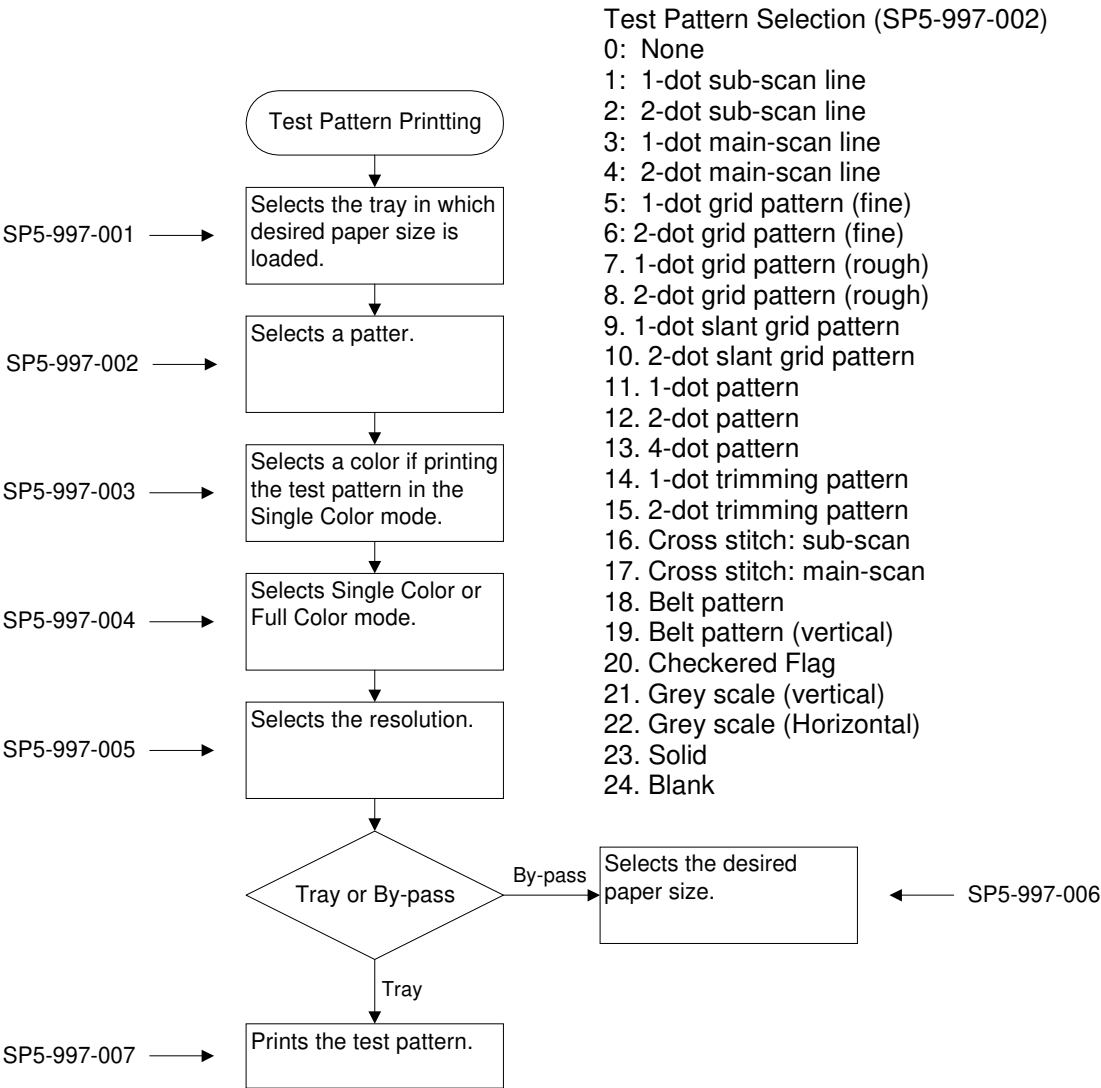 Test Pattern Selection (SP5-997-002)
0: None
1: 1-dot sub-scan line
2: 2-dot sub-scan line
3: 1-dot main-scan line
4: 2-dot main-scan line
5: 1-dot grid pattern (fine)
6: 2-dot grid pattern (fine)
7. 1-dot grid pattern (rough)
8. 2-dot grid pattern (rough)
9. 1-dot slant grid pattern
10. 2-dot slant grid pattern
11. 1-dot pattern
12. 2-dot pattern
13. 4-dot pattern
14. 1-dot trimming pattern
15. 2-dot trimming pattern
16. Cross stitch: sub-scan
17. Cross stitch: main-scan
18. Belt pattern
19. Belt pattern (vertical)
20. Checkered Flag
21. Grey scale (vertical)
22. Grey scale (Horizontal)
23. Solid
24. Blank
Test Pattern Printting
SP5-997-001
Selects the tray in which
desired paper size is
loaded.
SP5-997-002
Selects a patter.
SP5-997-003
Selects a color if printing
the test pattern in the
Single Color mode.
SP5-997-004
Selects Single Color or
Full Color mode.
SP5-997-005
Selects the resolution.
Tray or By-pass
By-pass
Selects the desired
paper size.
SP5-997-006
Tray
SP5-997-007
Prints the test pattern.